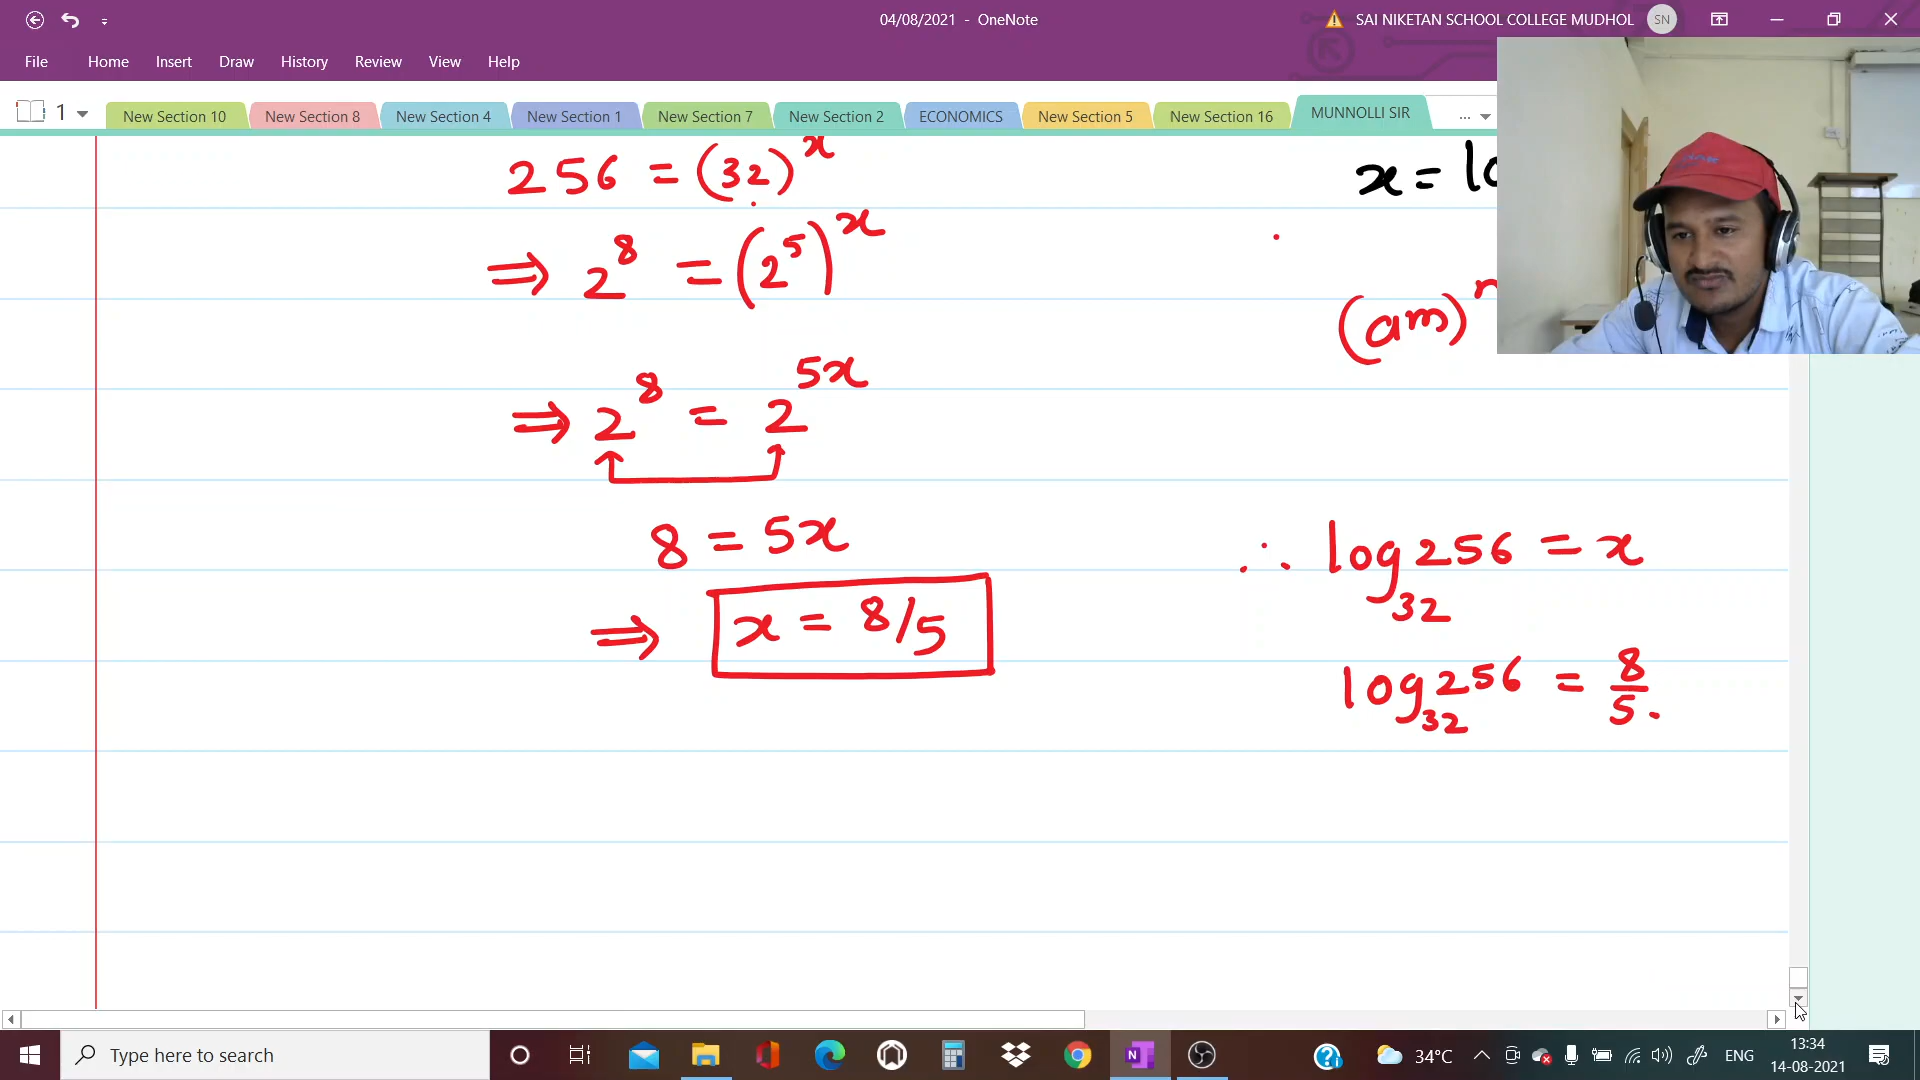 04/08/2021 - OneNote
SAI NIKETAN SCHOOL COLLEGE MUDHOL SN
File Home Insert Draw History Review View Help
1 New Section 10 New Section 8 New Section 4 New Section 1 New Section 7 New Section 2 ECONOMICS New Section 5 New Section 16 MUNNOLLI SIR ...
256 = (32)^x
⇒ 2^8 = (2^5)^x
⇒ 2^8 = 2^5x
8 = 5x
⇒ x = 8/5
x = lo
(am)
∴ log_32 256 = x
log_32 256 = 8/5.
Type here to search
34°C ENG 13:34
14-08-2021